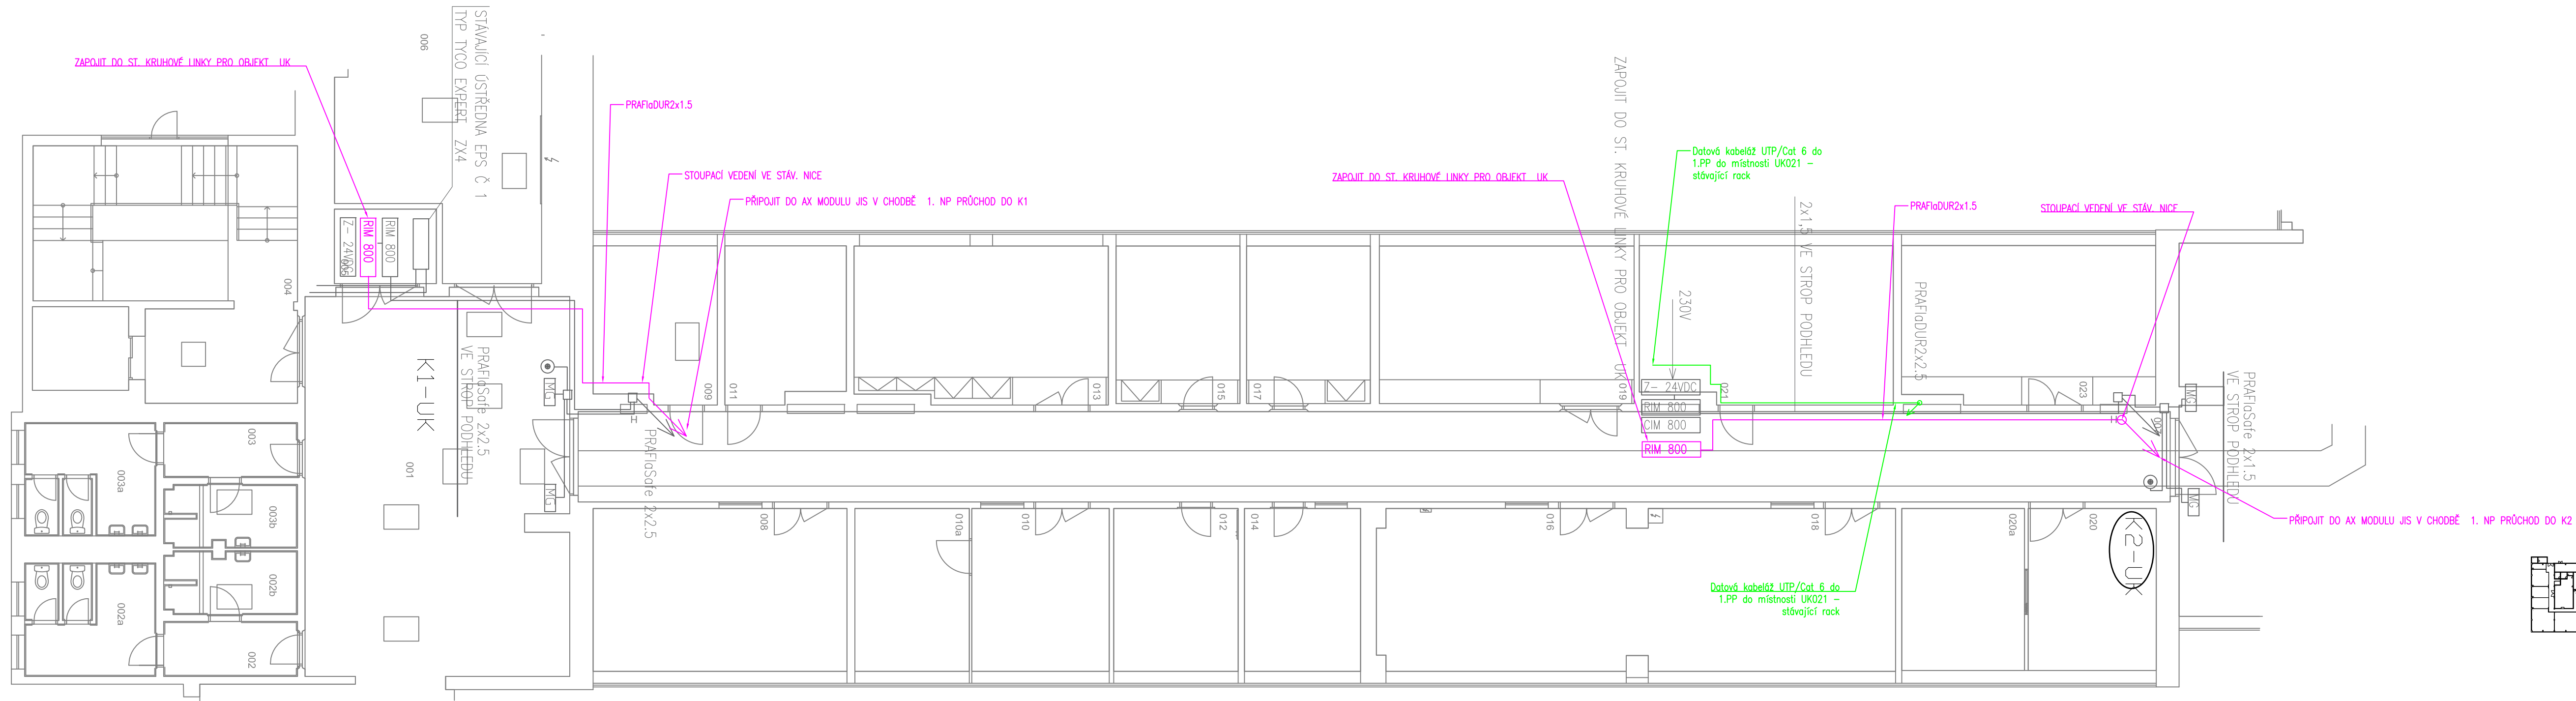 ZAPOJIT DO ST. KRUHOVÉ LINKY PRO OBJEKT UK
006
STÁVAJÍCÍ ÚSTŘEDNA EPS Č 1
TYP TYCO EXPERT ZX4
PRAFlaDUR2x1.5
STOUPACÍ VEDENÍ VE STÁV. NICE
PŘIPOJIT DO AX MODULU JIS V CHODBĚ 1. NP PRŮCHOD DO K1
Z- 24VDC
005
RIM 800
RIM 800
004
K1-UK
PRAFlaSafe 2x2.5
VE STROP PODHLEDU
001
MG
MG
H
PRAFlaSafe 2x2.5
003
003a
003b
002b
002a
002
009
011
013
015
017
019
021
023
008
010a
010
012
014
016
018
020a
020
ZAPOJIT DO ST. KRUHOVÉ LINKY PRO OBJEKT UK
ZAPOJIT DO ST. KRUHOVÉ LINKY PRO OBJEKT UK
Datová kabeláž UTP/Cat 6 do
1.PP do místnosti UK021 -
stávající rack
230V
Z- 24VDC
RIM 800
CIM 800
RIM 800
2x1,5 VE STROP PODHLEDU
PRAFlaDUR2x1.5
PRAFlaDUR2x2.5
STOUPACÍ VEDENÍ VE STÁV. NICE
H
MG
MG
PRAFlaSafe 2x1.5
VE STROP PODHLEDU
K2-UK
PŘIPOJIT DO AX MODULU JIS V CHODBĚ 1. NP PRŮCHOD DO K2
Datová kabeláž UTP/Cat 6 do
1.PP do místnosti UK021 -
stávající rack